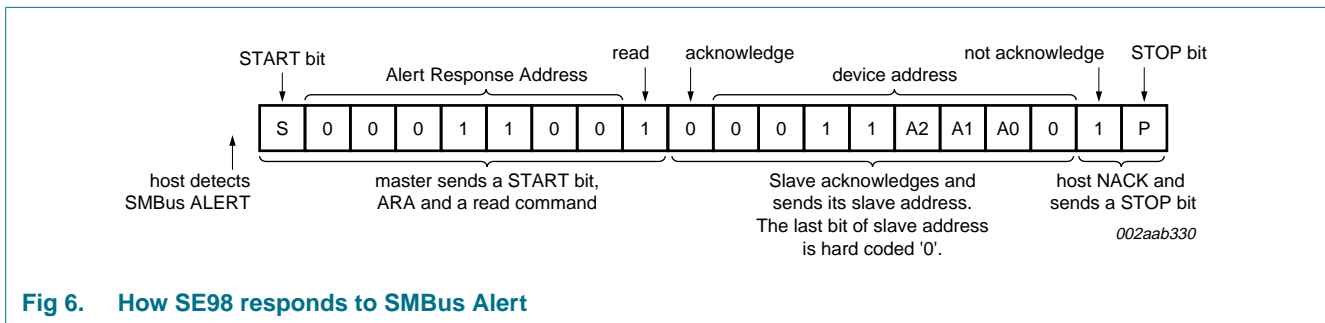 START bit
Alert Response Address
read
acknowledge
device address
not acknowledge
STOP bit
S 0 0 0 1 1 0 0 1 0 0 0 1 1 A2 A1 A0 0 1 P
host detects
SMBus ALERT
master sends a START bit,
ARA and a read command
Slave acknowledges and
sends its slave address.
The last bit of slave address
is hard coded '0'.
host NACK and
sends a STOP bit
002aab330
Fig 6. How SE98 responds to SMBus Alert